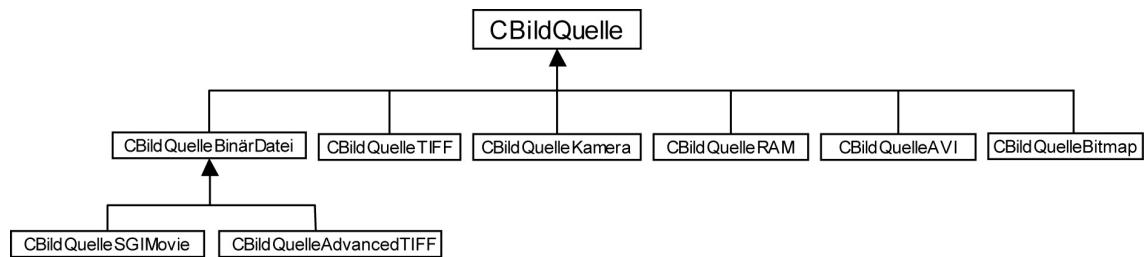 CBildQuelle
CBildQuelleBinärDatei
CBildQuelleTIFF
CBildQuelleKamera
CBildQuelleRAM
CBildQuelleAVI
CBildQuelleBitmap
CBildQuelleSGIMovie
CBildQuelleAdvancedTIFF